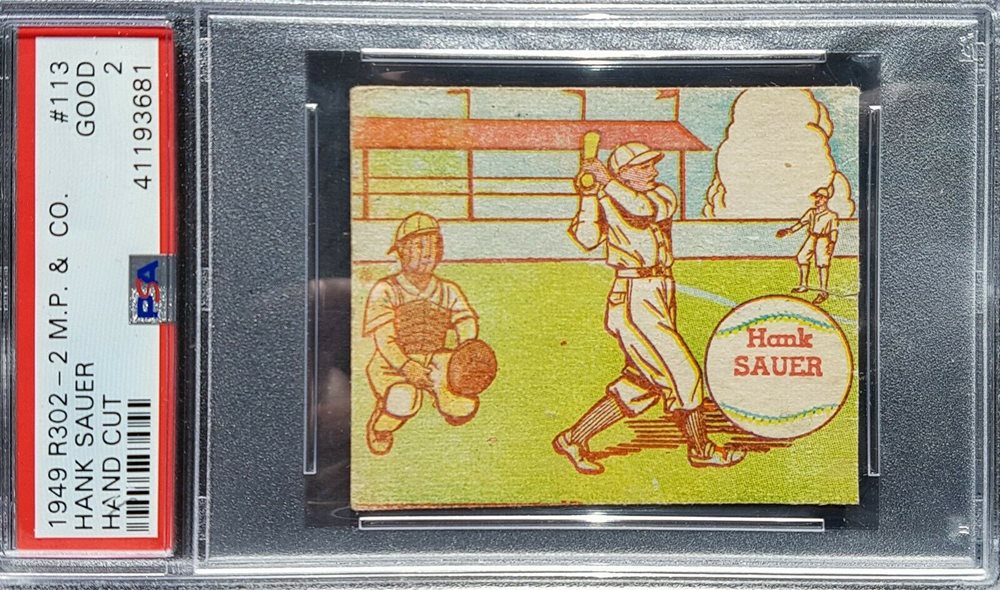 1949 R302-2 M.P. & CO. #113
HANK SAUER GOOD
HAND CUT 2
41193681
PSA
Hank
SAUER